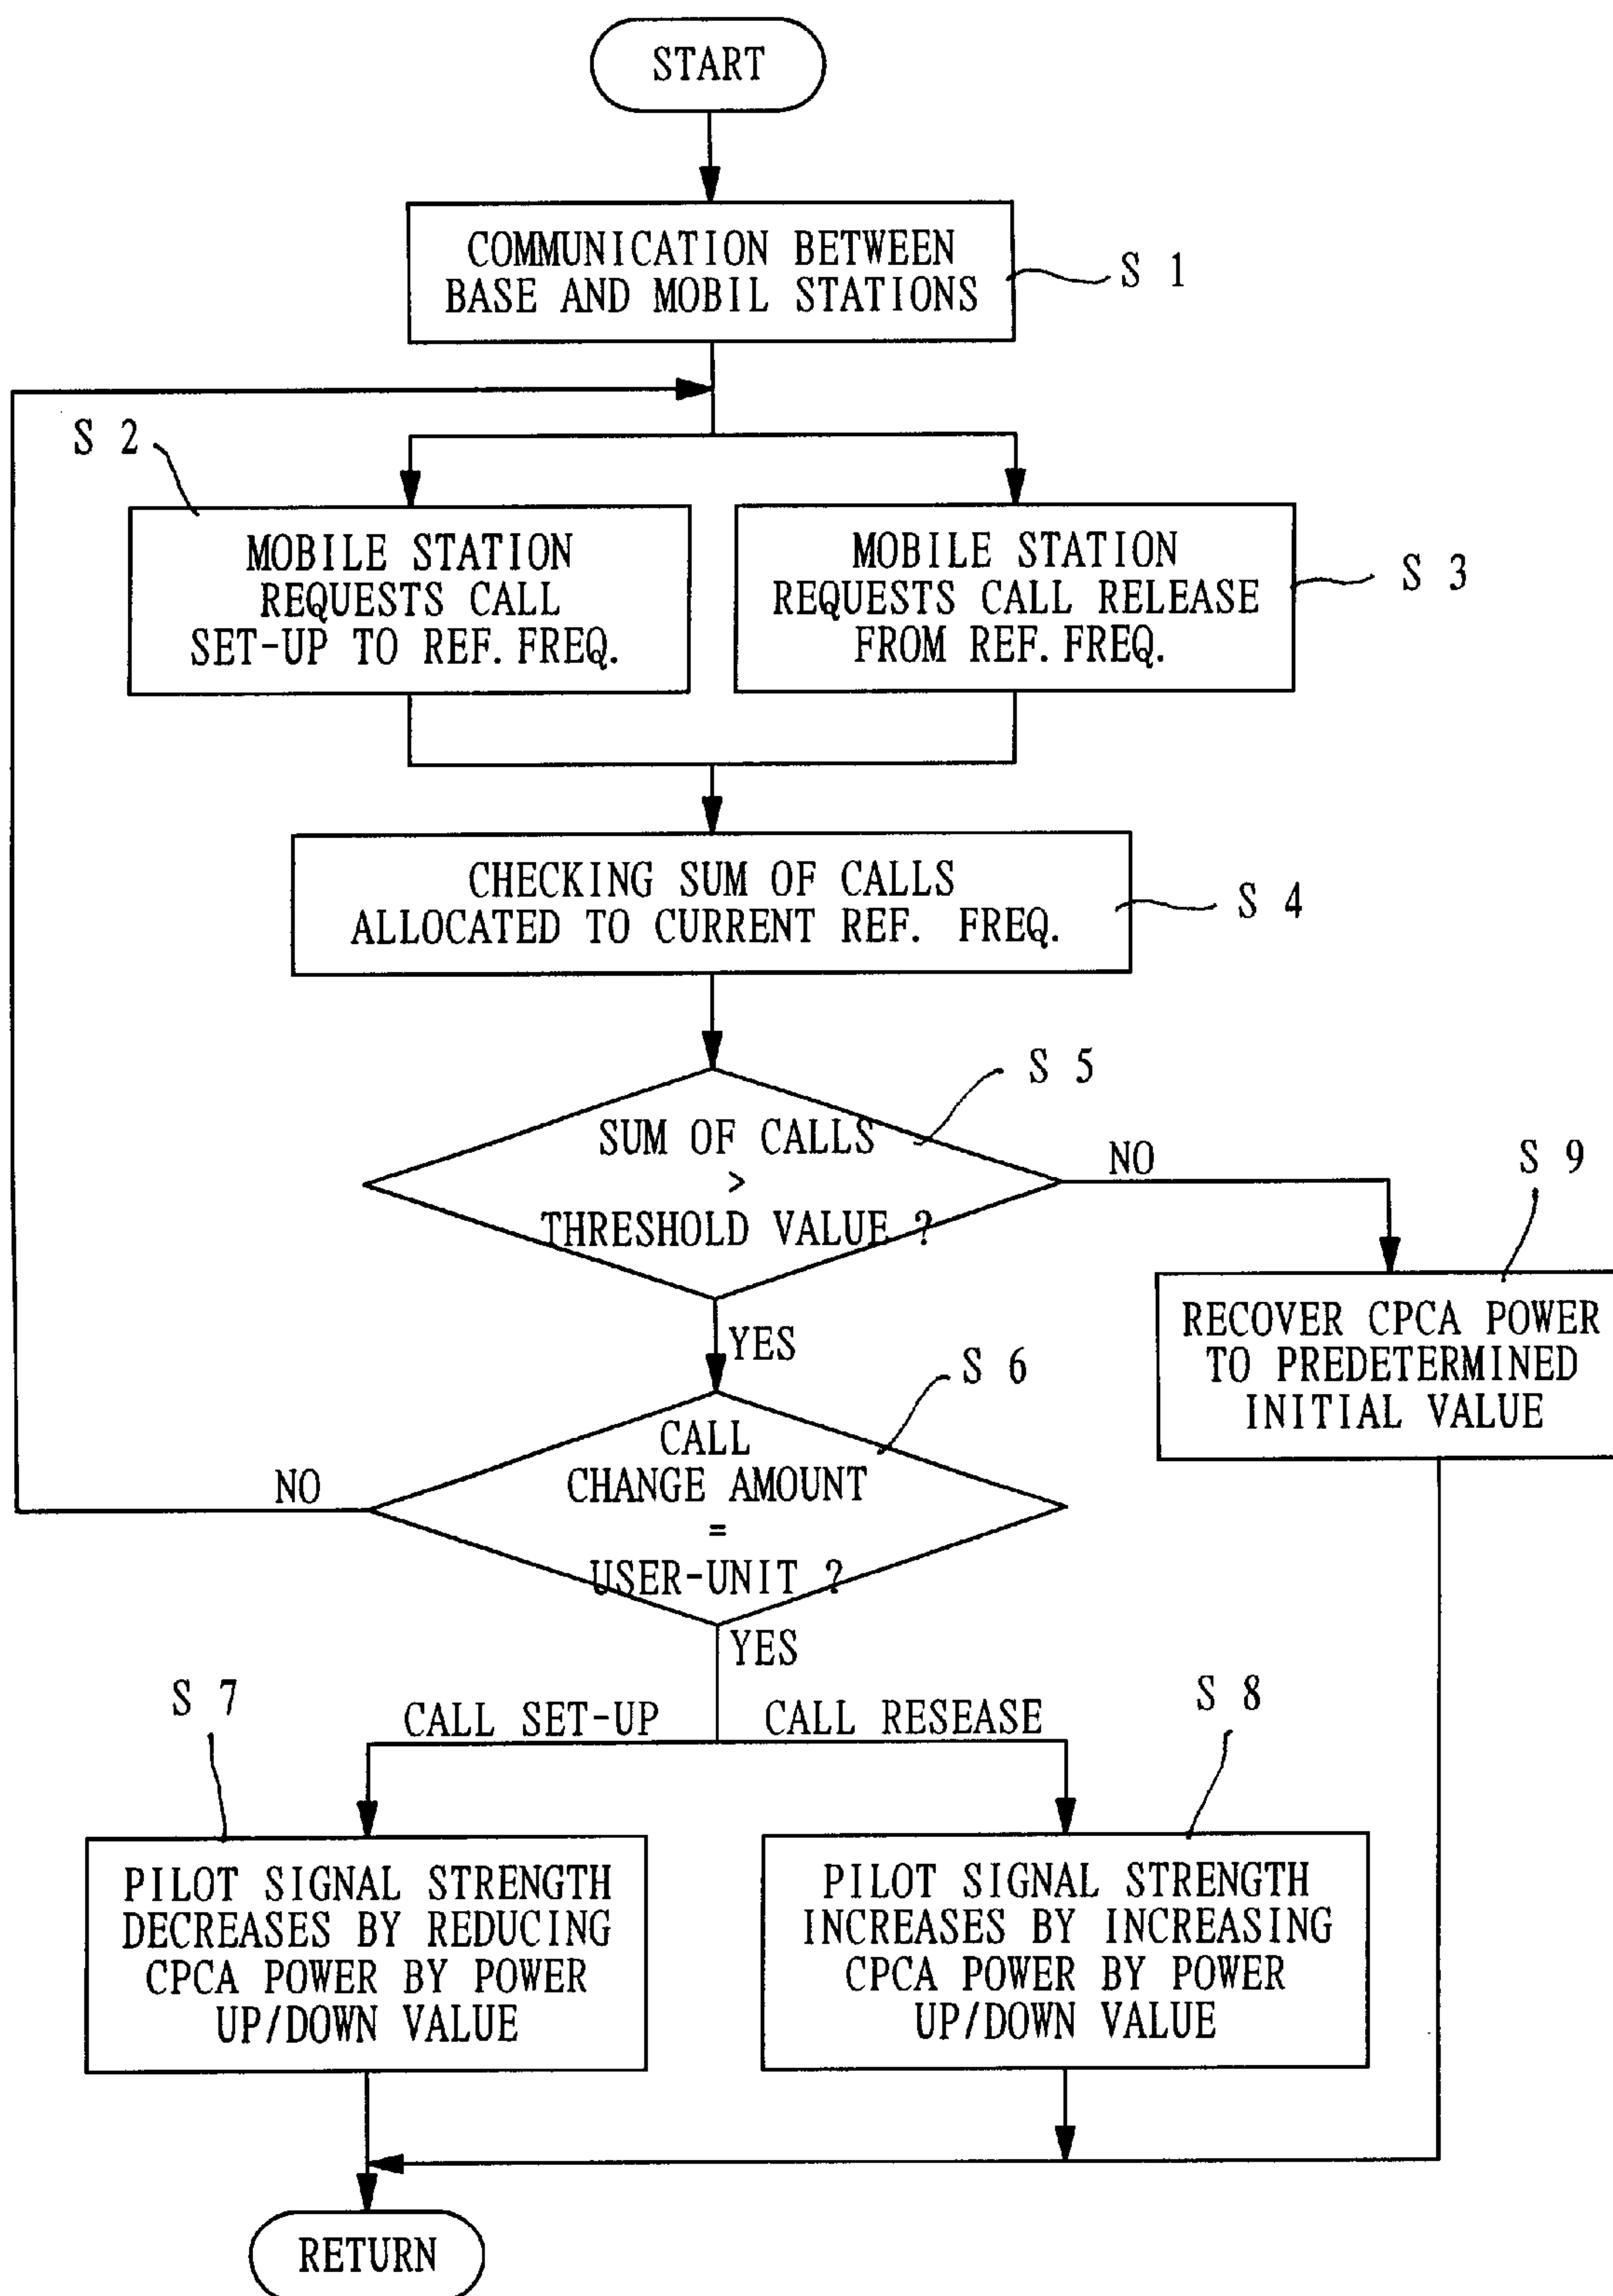 START
COMMUNICATION BETWEEN
BASE AND MOBIL STATIONS
S 1
S 2
MOBILE STATION
REQUESTS CALL
SET-UP TO REF. FREQ.
MOBILE STATION
REQUESTS CALL RELEASE
FROM REF. FREQ.
S 3
CHECKING SUM OF CALLS
ALLOCATED TO CURRENT REF. FREQ.
S 4
S 5
SUM OF CALLS
>
THRESHOLD VALUE ?
NO
S 9
YES
RECOVER CPCA POWER
TO PREDETERMINED
INITIAL VALUE
S 6
CALL
CHANGE AMOUNT
=
USER-UNIT ?
NO
YES
S 7
CALL SET-UP
CALL RESEASE
S 8
PILOT SIGNAL STRENGTH
DECREASES BY REDUCING
CPCA POWER BY POWER
UP/DOWN VALUE
PILOT SIGNAL STRENGTH
INCREASES BY INCREASING
CPCA POWER BY POWER
UP/DOWN VALUE
RETURN